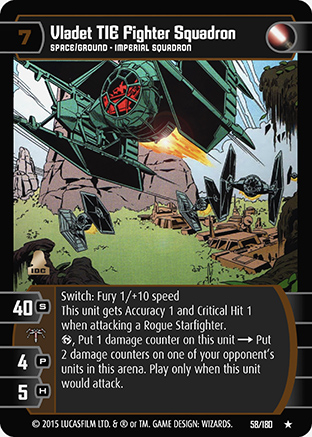 7
Vladet TIE Fighter Squadron
SPACE/GROUND - IMPERIAL SQUADRON
IDC
40 S
4 P
5 H
Switch: Fury 1/+10 speed
This unit gets Accuracy 1 and Critical Hit 1
when attacking a Rogue Starfighter.
, Put 1 damage counter on this unit → Put
2 damage counters on one of your opponent's
units in this arena. Play only when this unit
would attack.
© 2015 LUCASFILM LTD. & ® or TM. GAME DESIGN: WIZARDS. 58/180 ★